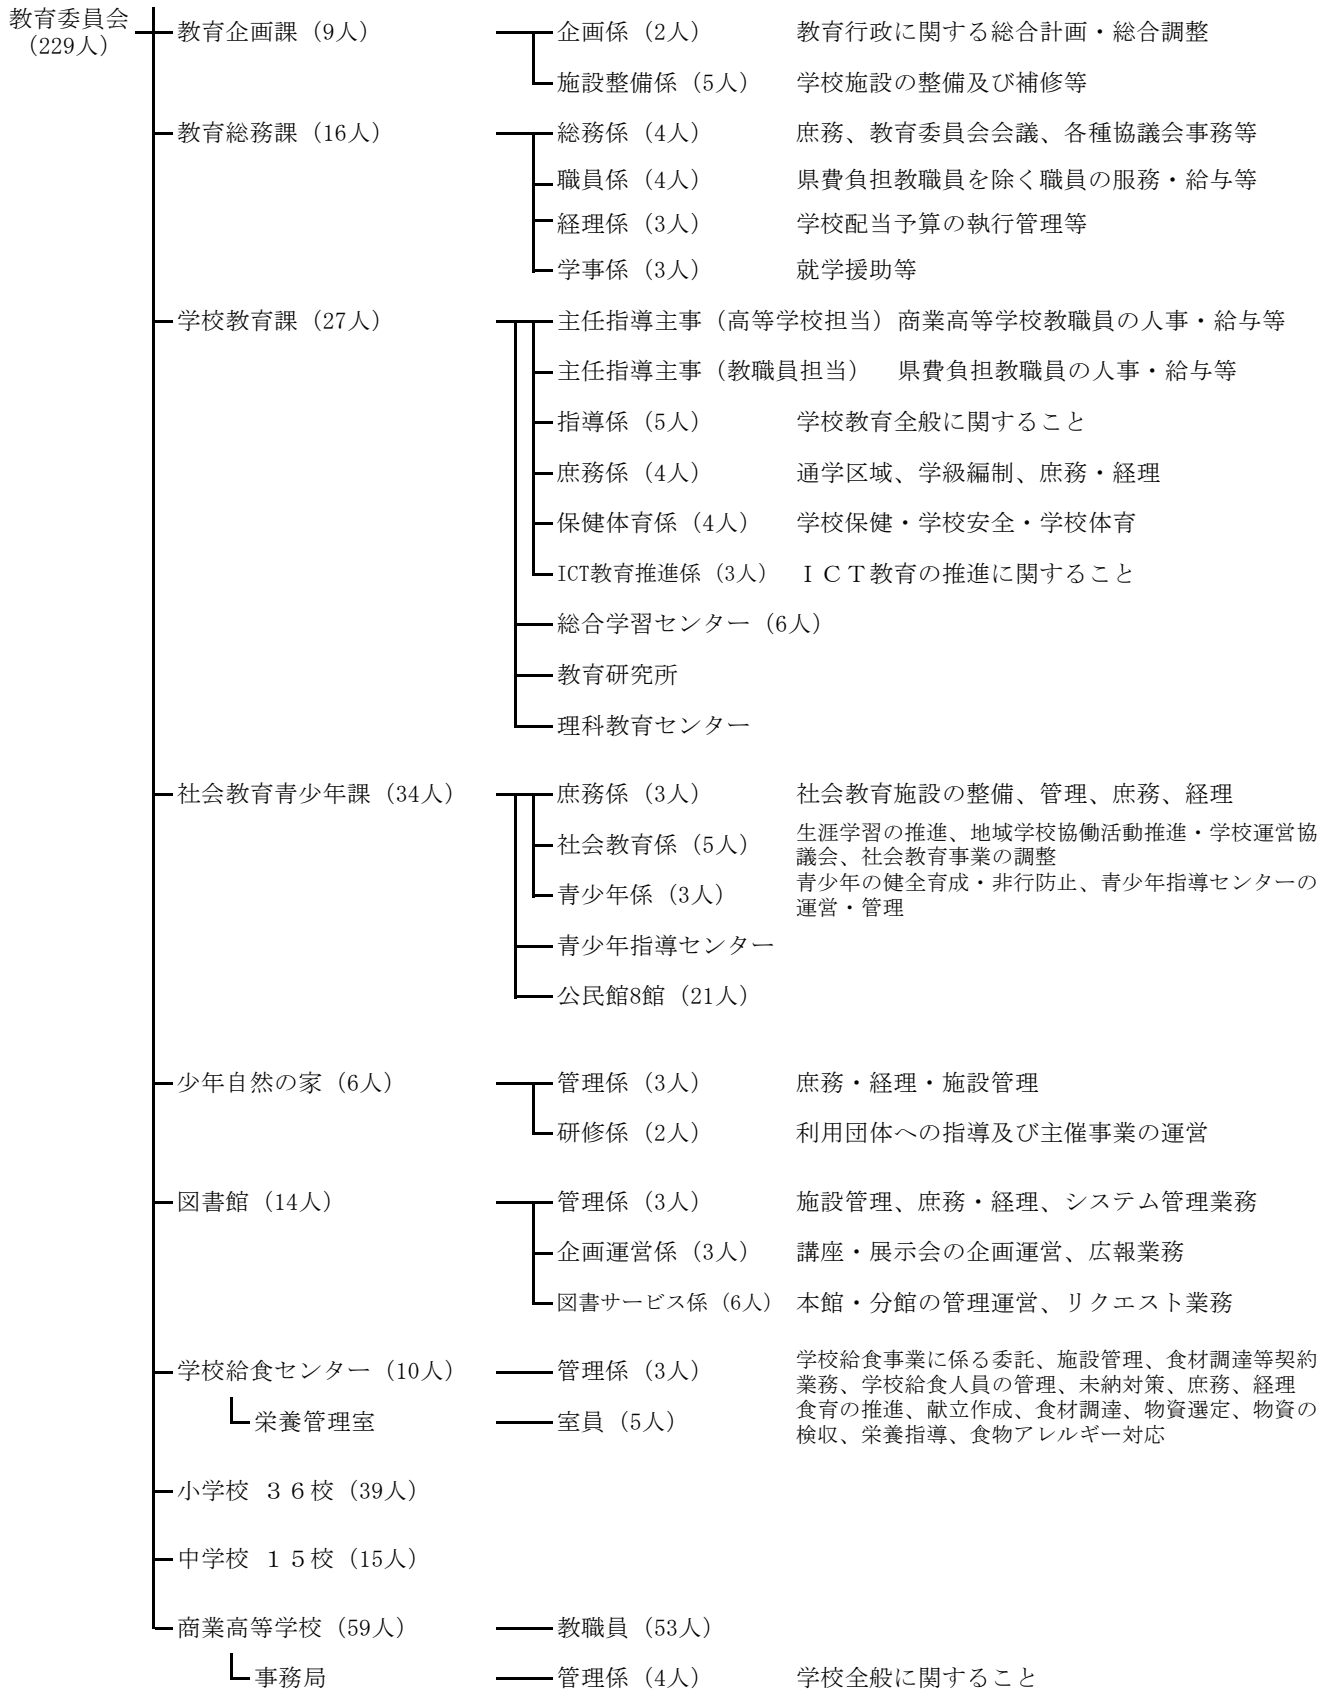 教育委員会
（229人）
教育企画課（9人） 企画係（2人） 教育行政に関する総合計画・総合調整
施設整備係（5人） 学校施設の整備及び補修等
教育総務課（16人） 総務係（4人） 庶務、教育委員会会議、各種協議会事務等
職員係（4人） 県費負担教職員を除く職員の服務・給与等
経理係（3人） 学校配当予算の執行管理等
学事係（3人） 就学援助等
学校教育課（27人） 主任指導主事（高等学校担当）商業高等学校教職員の人事・給与等
主任指導主事（教職員担当） 県費負担教職員の人事・給与等
指導係（5人） 学校教育全般に関すること
庶務係（4人） 通学区域、学級編制、庶務・経理
保健体育係（4人） 学校保健・学校安全・学校体育
ICT教育推進係（3人） ＩＣＴ教育の推進に関すること
総合学習センター（6人）
教育研究所
理科教育センター
社会教育青少年課（34人） 庶務係（3人） 社会教育施設の整備、管理、庶務、経理
社会教育係（5人） 生涯学習の推進、地域学校協働活動推進・学校運営協
議会、社会教育事業の調整
青少年係（3人） 青少年の健全育成・非行防止、青少年指導センターの
運営・管理
青少年指導センター
公民館8館（21人）
少年自然の家（6人） 管理係（3人） 庶務・経理・施設管理
研修係（2人） 利用団体への指導及び主催事業の運営
図書館（14人） 管理係（3人） 施設管理、庶務・経理、システム管理業務
企画運営係（3人） 講座・展示会の企画運営、広報業務
図書サービス係（6人） 本館・分館の管理運営、リクエスト業務
学校給食センター（10人） 管理係（3人） 学校給食事業に係る委託、施設管理、食材調達等契約
業務、学校給食人員の管理、未納対策、庶務、経理
栄養管理室 室員（5人） 食育の推進、献立作成、食材調達、物資選定、物資の
検収、栄養指導、食物アレルギー対応
小学校 ３６校（39人）
中学校 １５校（15人）
商業高等学校（59人） 教職員（53人）
事務局 管理係（4人） 学校全般に関すること